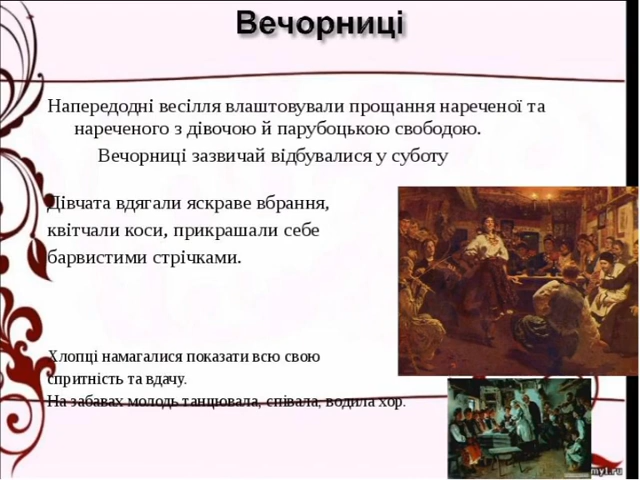 Вечорниці
Напередодні весілля влаштовували прощання нареченої та
нареченого з дівочою й парубоцькою свободою.
Вечорниці зазвичай відбувалися у суботу
Дівчата вдягали яскраве вбрання,
квітчали коси, прикрашали себе
барвистими стрічками.
Хлопці намагалися показати всю свою
спритність та вдачу.
На забавах молодь танцювала, співала, водила хор.